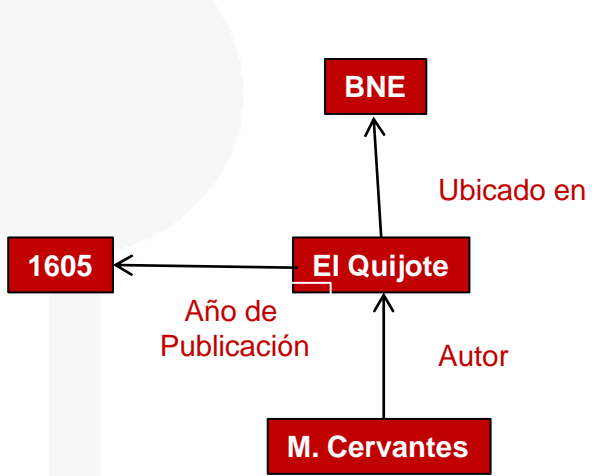 BNE
Ubicado en
1605
El Quijote
Año de
Publicación
Autor
M. Cervantes